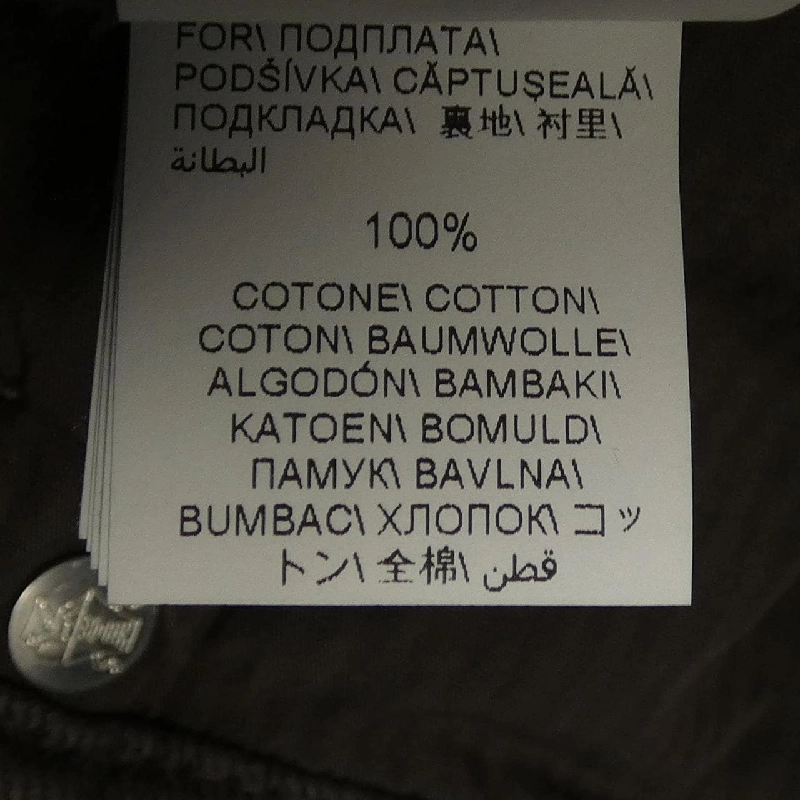 FOR\ ПОДПЛАТА\
PODŠÍVKA\ CĂPTUŞEALĂ\
ПОДКЛАДКА\ 裏地\ 衬里\
البطانة
100%
COTONE\ COTTON\
COTON\ BAUMWOLLE\
ALGODÓN\ BAMBAKI\
KATOEN\ BOMULD\
ПАМУК\ BAVLNA\
BUMBAC\ ХЛОПОК\ コッ
トン\ 全棉\ قطن